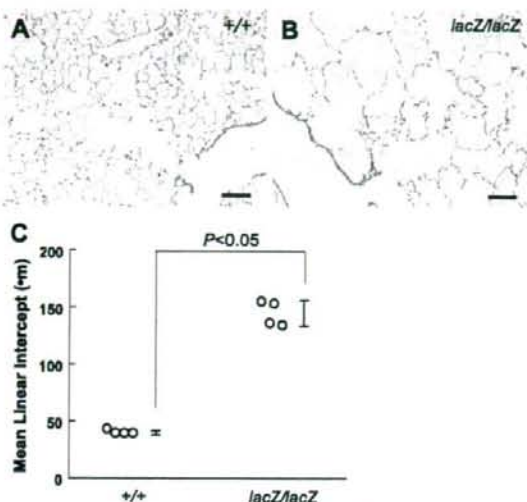 A +/+ B lacZ/lacZ
C
P<0.05
200
150
100
50
0
Mean Linear Intercept (•m)
+/+ lacZ/lacZ